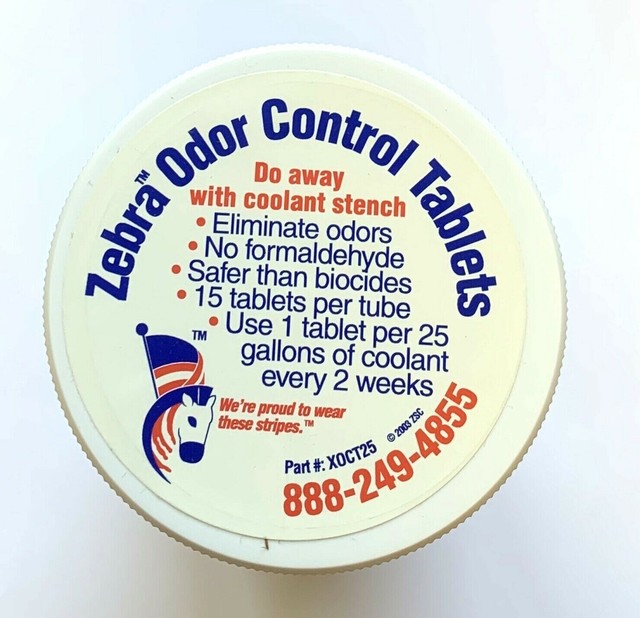 Zebra™ Odor Control Tablets
Do away
with coolant stench
• Eliminate odors
• No formaldehyde
• Safer than biocides
• 15 tablets per tube
• Use 1 tablet per 25
gallons of coolant
every 2 weeks
TM
We're proud to wear
these stripes.™
Part #: XOCT25
© 2003 ZSC
888-249-4855